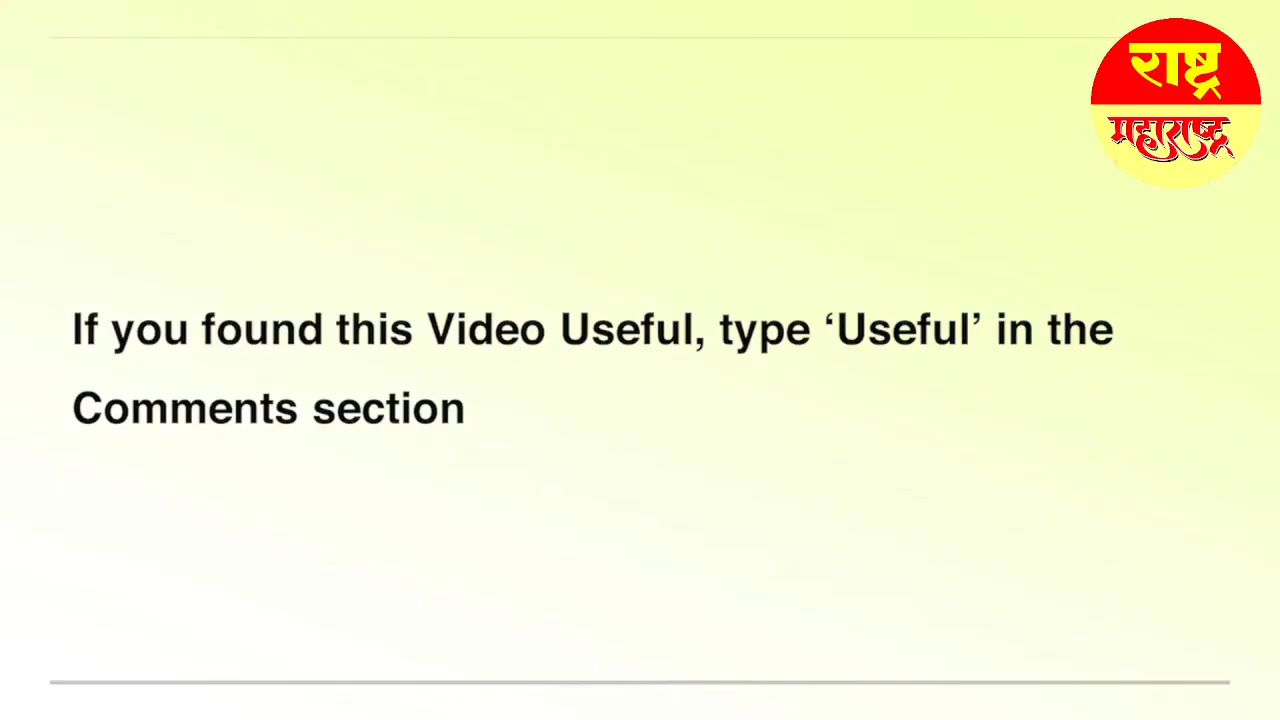 राष्ट्र
महाराष्ट्र
If you found this Video Useful, type ‘Useful’ in the
Comments section